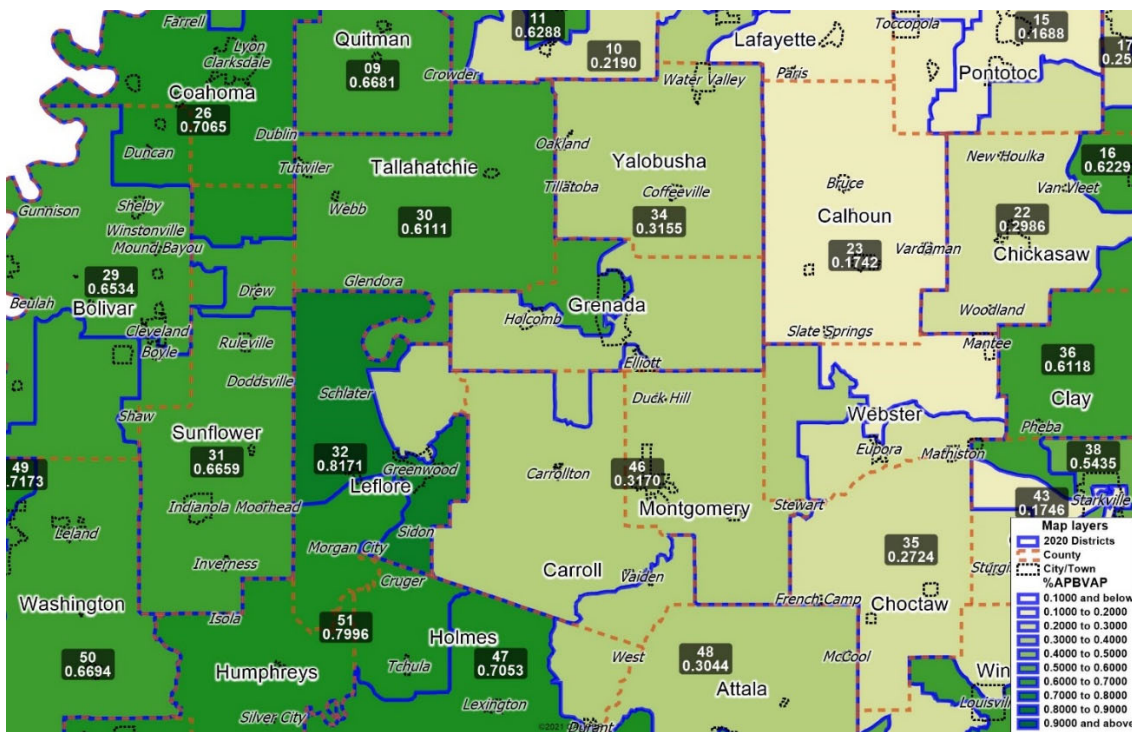 Farrell
Lyon
Clarksdale
Coahoma
26
0.7065
Duncan
Dublin
Quitman
09
0.6681
Crowder
11
0.6288
10
0.2190
Water Valley
Lafayette
Paris
Toccopola
15
0.1688
Pontotoc
Tutwiler
Tallahatchie
Webb
30
0.6111
Glendora
Oakland
Tillatoba
Yalobusha
Coffeeville
34
0.3155
Bruce
Calhoun
23
0.1742
Vardaman
Slate Springs
New Houlka
Van Vleet
16
0.6229
22
0.2986
Chickasaw
Woodland
Mantee
Gunnison
Shelby
Winstonville
Mound Bayou
29
0.6534
Beulah
Bolivar
Cleveland
Boyle
Drew
Ruleville
Doddsville
Shaw
Sunflower
31
0.6659
Indianola
Moorhead
Inverness
Holcomb
Grenada
Elliott
Schlater
32
0.8171
Greenwood
Leflore
Sidon
Morgan City
Cruger
Duck Hill
Carrollton
46
0.3170
Montgomery
Carroll
Vaiden
Webster
Eupora
Mathiston
Stewart
36
0.6118
Clay
Pheba
38
0.5435
43
0.1746
Starkville
35
0.2724
Choctaw
French Camp
McCool
49
.7173
Leland
Washington
50
0.6694
Isola
51
0.7996
Humphreys
Silver City
Holmes
Tchula
47
0.7053
Lexington
Durant
West
48
0.3044
Attala
Louisville
©2021
Map layers
2020 Districts
County
City/Town
%APBVAP
0.1000 and below
0.1000 to 0.2000
0.2000 to 0.3000
0.3000 to 0.4000
0.4000 to 0.5000
0.5000 to 0.6000
0.6000 to 0.7000
0.7000 to 0.8000
0.8000 to 0.9000
0.9000 and above